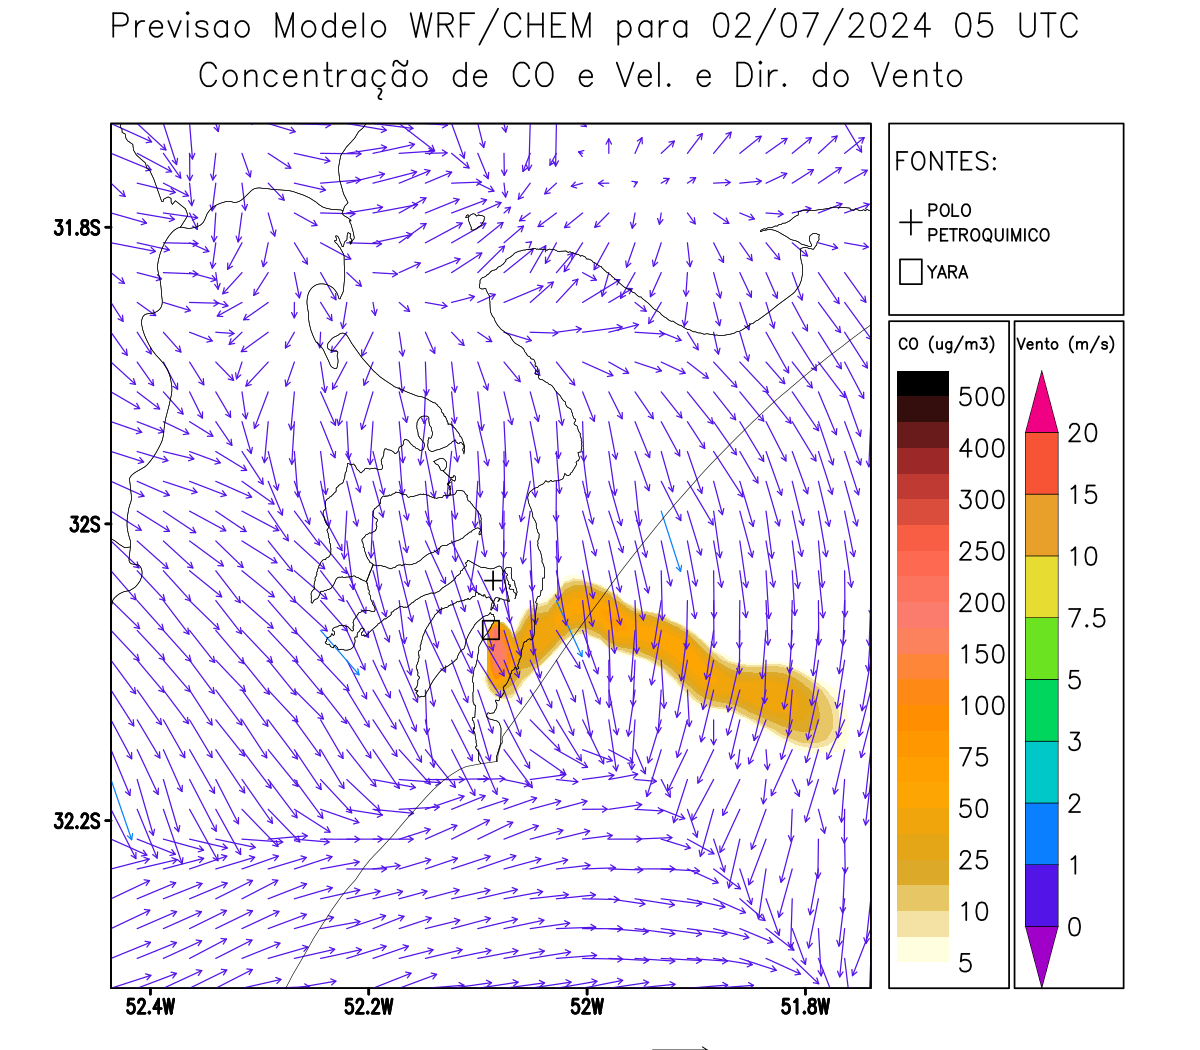 Previsao Modelo WRF/CHEM para 02/07/2024 05 UTC
Concentração de CO e Vel. e Dir. do Vento
FONTES:
POLO
PETROQUIMICO
YARA
31.8S
32S
32.2S
52.4W
52.2W
52W
51.8W
CO (ug/m3)
500
400
300
250
200
150
100
75
50
25
10
5
Vento (m/s)
20
15
10
7.5
5
3
2
1
0